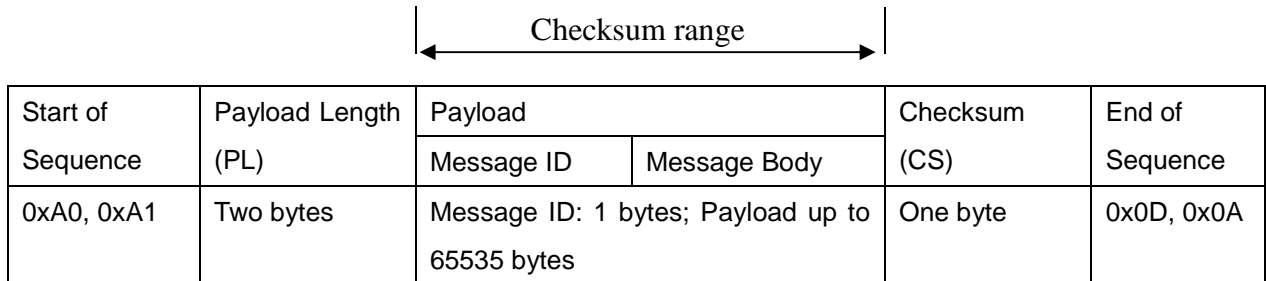 Checksum range
Start of Sequence
Payload Length (PL)
Payload
Message ID
Message Body
Checksum (CS)
End of Sequence
0xA0, 0xA1
Two bytes
Message ID: 1 bytes; Payload up to
65535 bytes
One byte
0x0D, 0x0A